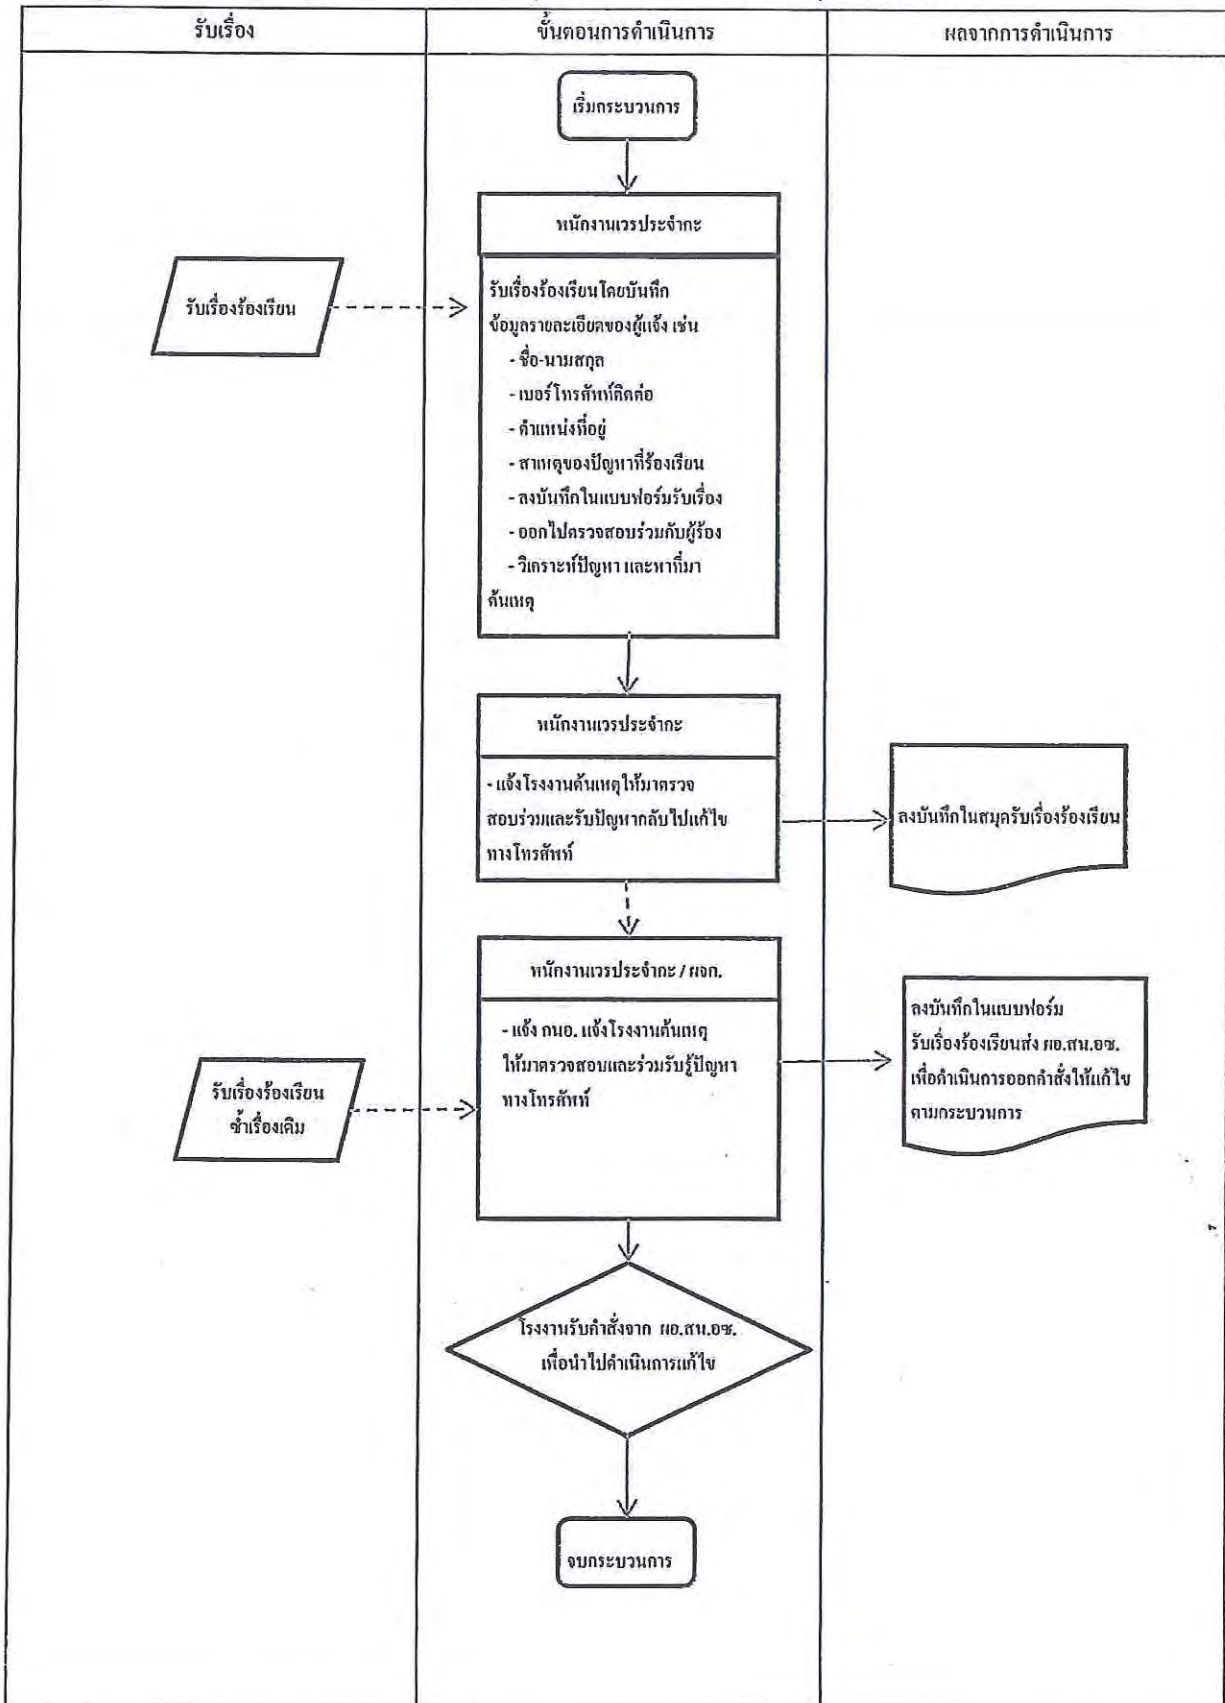 รับเรื่อง
ขั้นตอนการดำเนินการ
ผลจากการดำเนินการ
เริ่มกระบวนการ
พนักงานเวรประจำกะ
รับเรื่องร้องเรียน
รับเรื่องร้องเรียนโดยบันทึก
ข้อมูลรายละเอียดของผู้แจ้ง เช่น
- ชื่อ-นามสกุล
- เบอร์โทรศัพท์ติดต่อ
- ตำแหน่งที่อยู่
- สาเหตุของปัญหาที่ร้องเรียน
- ลงบันทึกในแบบฟอร์มรับเรื่อง
- ออกไปตรวจสอบร่วมกับผู้ร้อง
- วิเคราะห์ปัญหา และหาที่มา
ต้นเหตุ
พนักงานเวรประจำกะ
- แจ้งโรงงานต้นเหตุให้มาตรวจ
สอบร่วมและรับปัญหากลับไปแก้ไข
ทางโทรศัพท์
ลงบันทึกในสมุดรับเรื่องร้องเรียน
พนักงานเวรประจำกะ / ผจก.
- แจ้ง กนอ. แจ้งโรงงานต้นเหตุ
ให้มาตรวจสอบและร่วมรับรู้ปัญหา
ทางโทรศัพท์
ลงบันทึกในแบบฟอร์ม
รับเรื่องร้องเรียนส่ง ผอ.สน.อซ.
เพื่อดำเนินการออกคำสั่งให้แก้ไข
ตามกระบวนการ
รับเรื่องร้องเรียน
ซ้ำเรื่องเดิม
โรงงานรับคำสั่งจาก ผอ.สน.อซ.
เพื่อนำไปดำเนินการแก้ไข
จบกระบวนการ